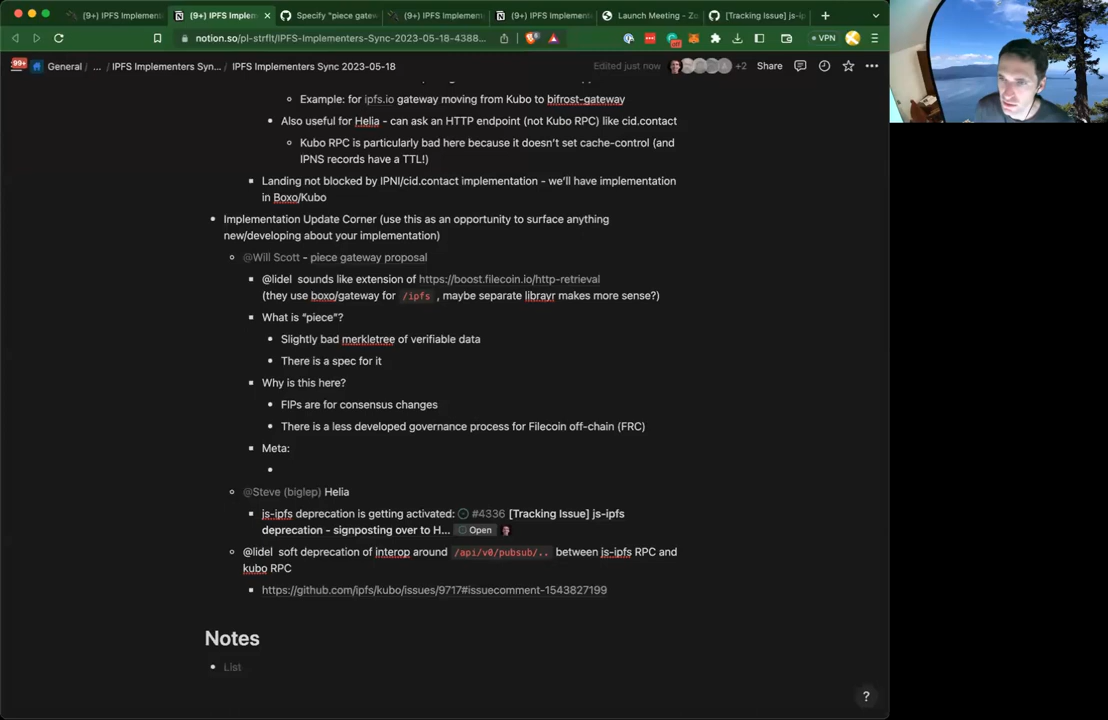 (9+) IPFS Implement
(9+) IPFS Implem
Specify "piece gatew
(9+) IPFS Implement
(9+) IPFS Implement
Launch Meeting - Zo
[Tracking Issue] js-ip
notion.so/pl-strflt/IPFS-Implementers-Sync-2023-05-18-4388...
VPN
99+
General / ... / IPFS Implementers Syn... / IPFS Implementers Sync 2023-05-18
Edited just now
+2
Share
Example: for ipfs.io gateway moving from Kubo to bifrost-gateway
Also useful for Helia - can ask an HTTP endpoint (not Kubo RPC) like cid.contact
Kubo RPC is particularly bad here because it doesn't set cache-control (and
IPNS records have a TTL!)
Landing not blocked by IPNI/cid.contact implementation - we'll have implementation
in Boxo/Kubo
Implementation Update Corner (use this as an opportunity to surface anything
new/developing about your implementation)
@Will Scott - piece gateway proposal
@lidel sounds like extension of https://boost.filecoin.io/http-retrieval
(they use boxo/gateway for /ipfs , maybe separate librayr makes more sense?)
What is "piece"?
Slightly bad merkletree of verifiable data
There is a spec for it
Why is this here?
FIPs are for consensus changes
There is a less developed governance process for Filecoin off-chain (FRC)
Meta:
@Steve (biglep) Helia
js-ipfs deprecation is getting activated: #4336 [Tracking Issue] js-ipfs
deprecation - signposting over to H... Open
@lidel soft deprecation of interop around /api/v0/pubsub/.. between js-ipfs RPC and
kubo RPC
https://github.com/ipfs/kubo/issues/9717#issuecomment-1543827199
Notes
List
?